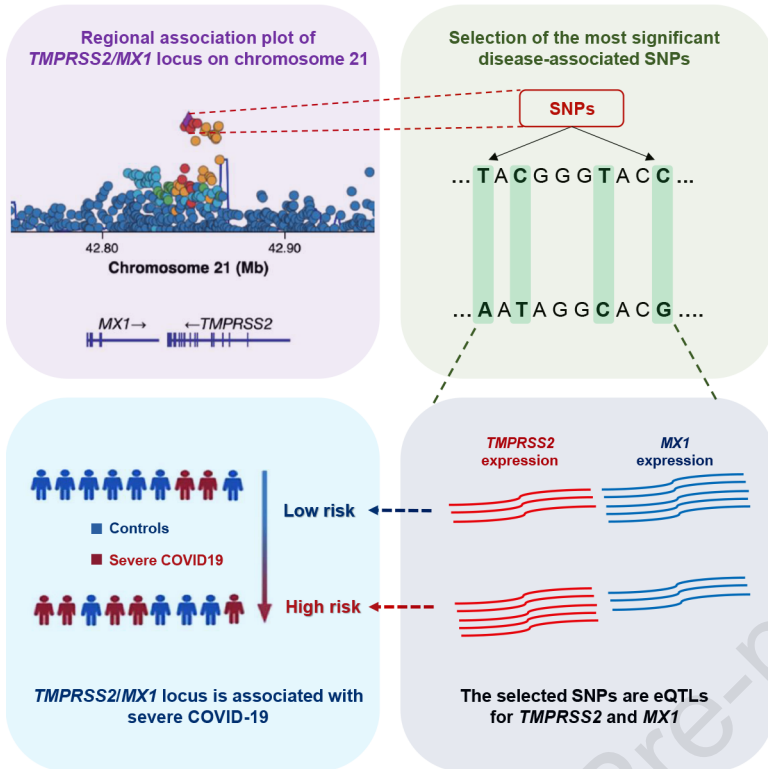 Regional association plot of
TMPRSS2/MX1 locus on chromosome 21
42.80 42.90
Chromosome 21 (Mb)
MX1→ ←TMPRSS2
Selection of the most significant
disease-associated SNPs
SNPs
...TACGGGTACC...
...AATAGGCACG....
Controls
Severe COVID19
Low risk
High risk
TMPRSS2/MX1 locus is associated with
severe COVID-19
TMPRSS2 MX1
expression expression
The selected SNPs are eQTLs
for TMPRSS2 and MX1
re-p